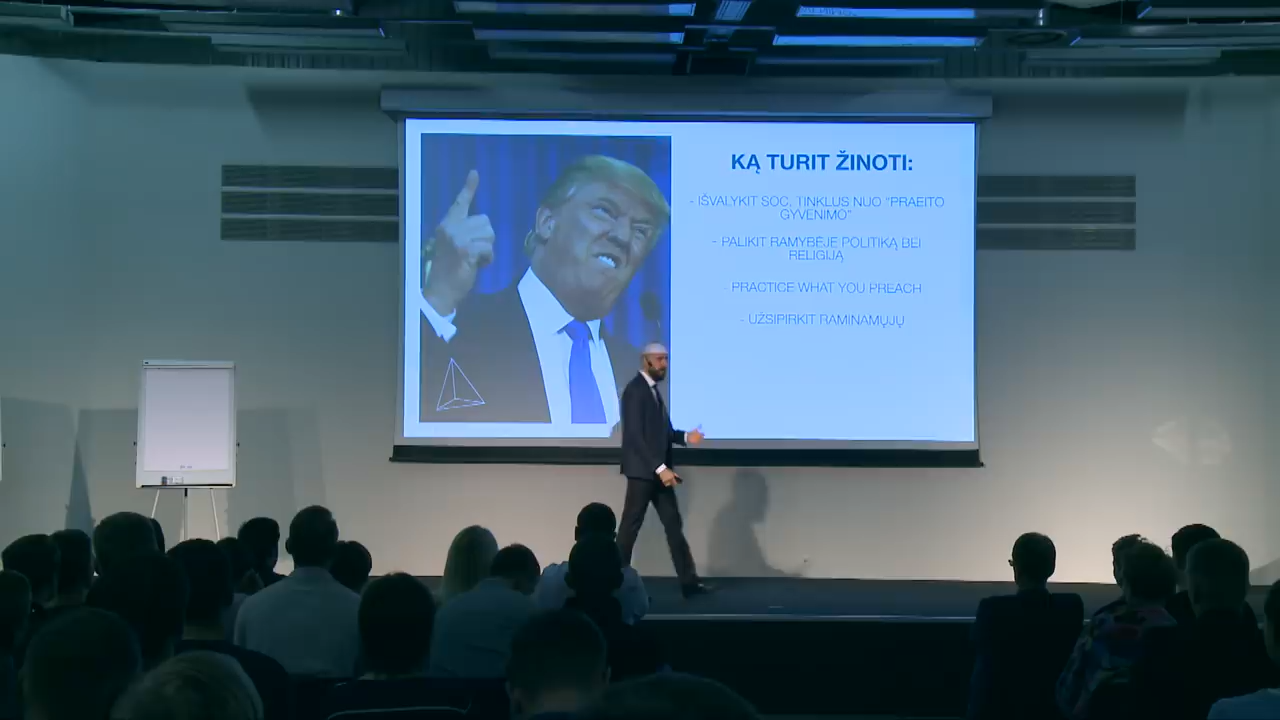 KĄ TURIT ŽINOTI:
- IŠVALYKIT SOC. TINKLUS NUO "PRAEITO
GYVENIMO"
- PALIKIT RAMYBĖJE POLITIKĄ BEI
RELIGIJĄ
- PRACTICE WHAT YOU PREACH
- UŽSIPIRKIT RAMINAMŲJŲ